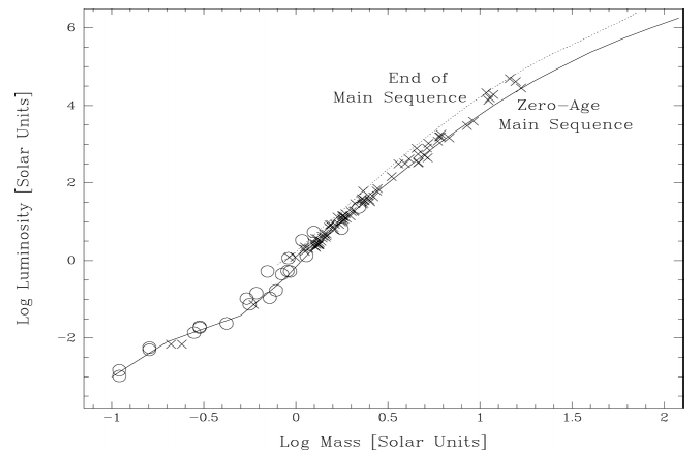 6
End of
Main Sequence
4
Zero-Age
Main Sequence
2
0
-2
Log Luminosity [Solar Units]
-1
-0.5
0
0.5
1
1.5
2
Log Mass [Solar Units]